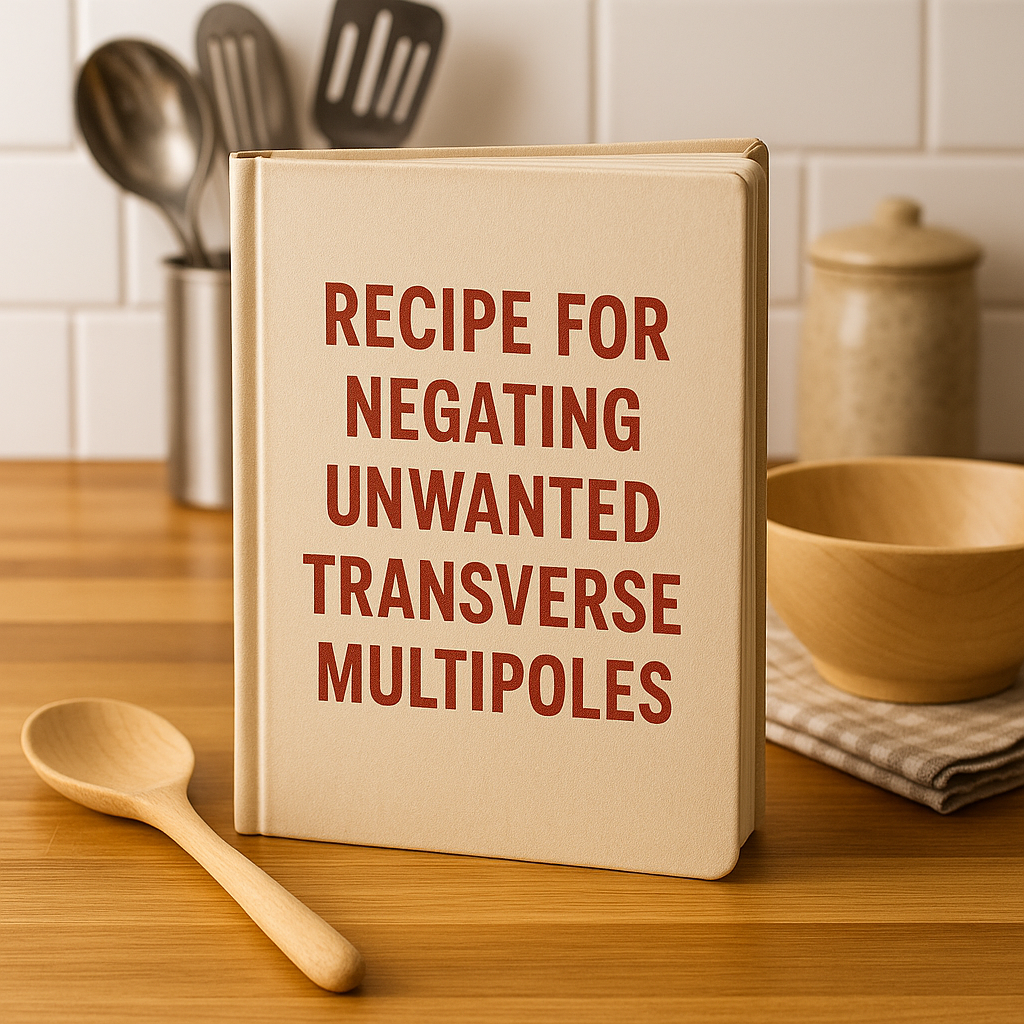 RECIPE FOR
NEGATING
UNWANTED
TRANSVERSE
MULTIPOLES